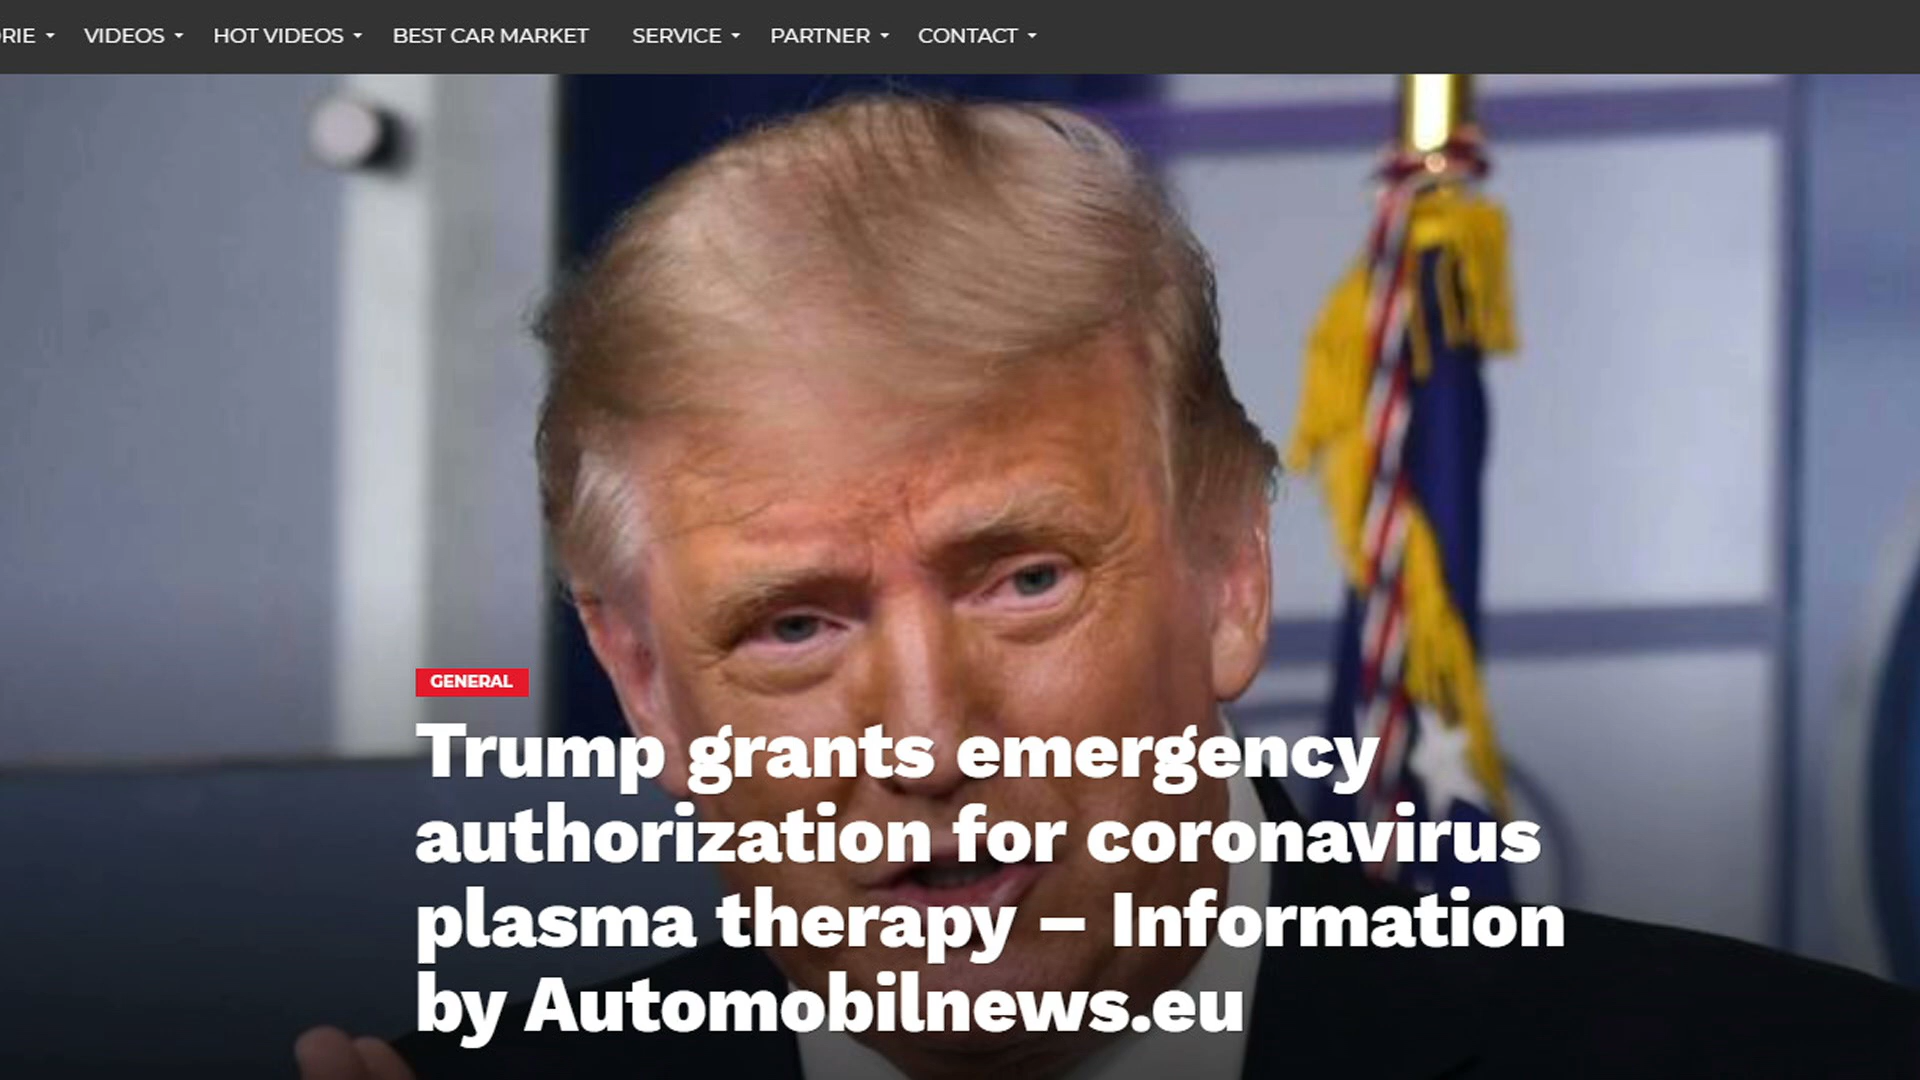 RIE VIDEOS HOT VIDEOS BEST CAR MARKET SERVICE PARTNER CONTACT
GENERAL
Trump grants emergency
authorization for coronavirus
plasma therapy – Information
by Automobilnews.eu